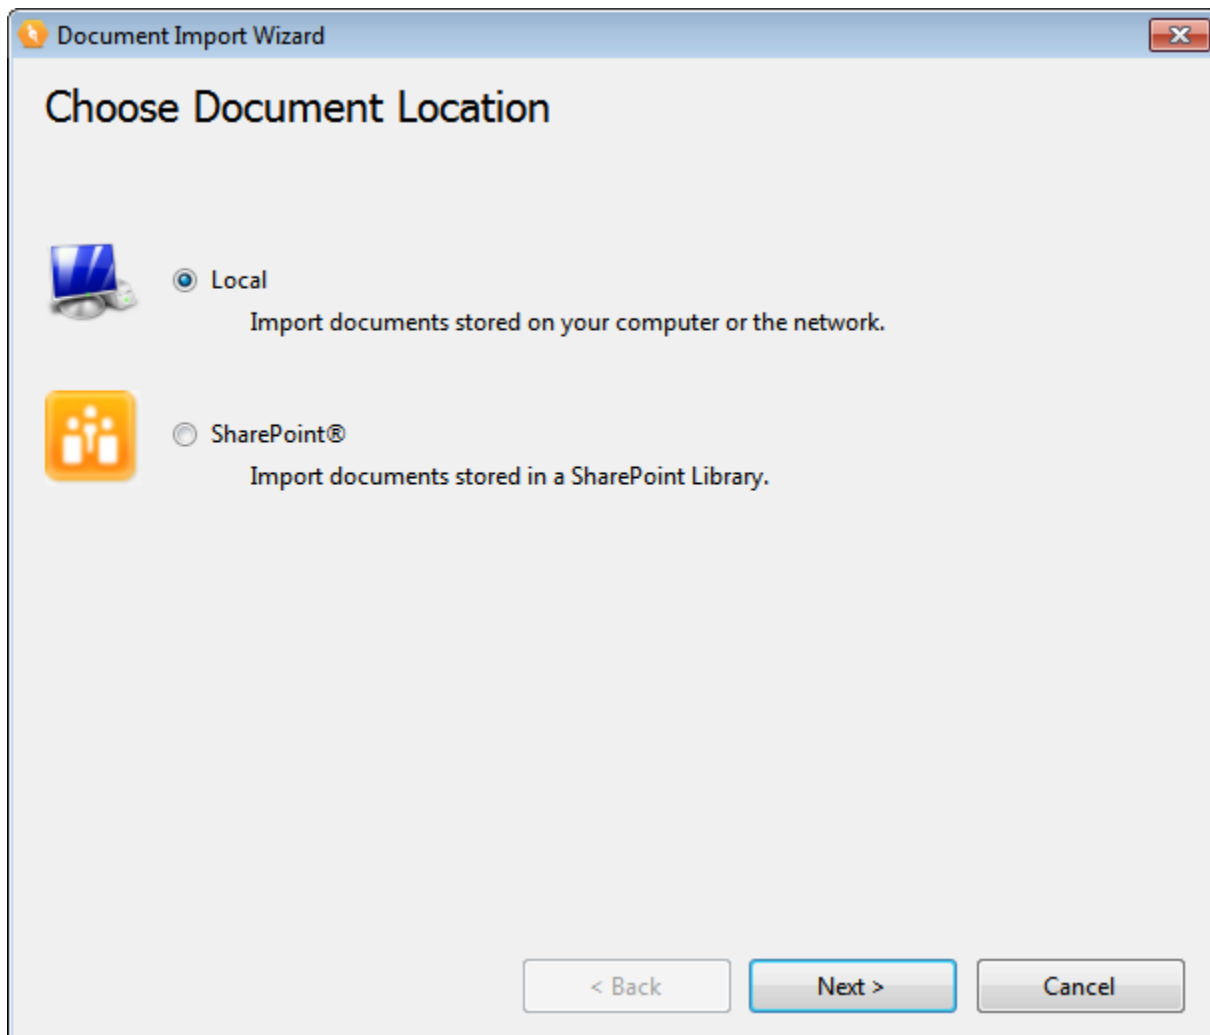 Document Import Wizard
Choose Document Location
Local
Import documents stored on your computer or the network.
SharePoint®
Import documents stored in a SharePoint Library.
< Back
Next >
Cancel